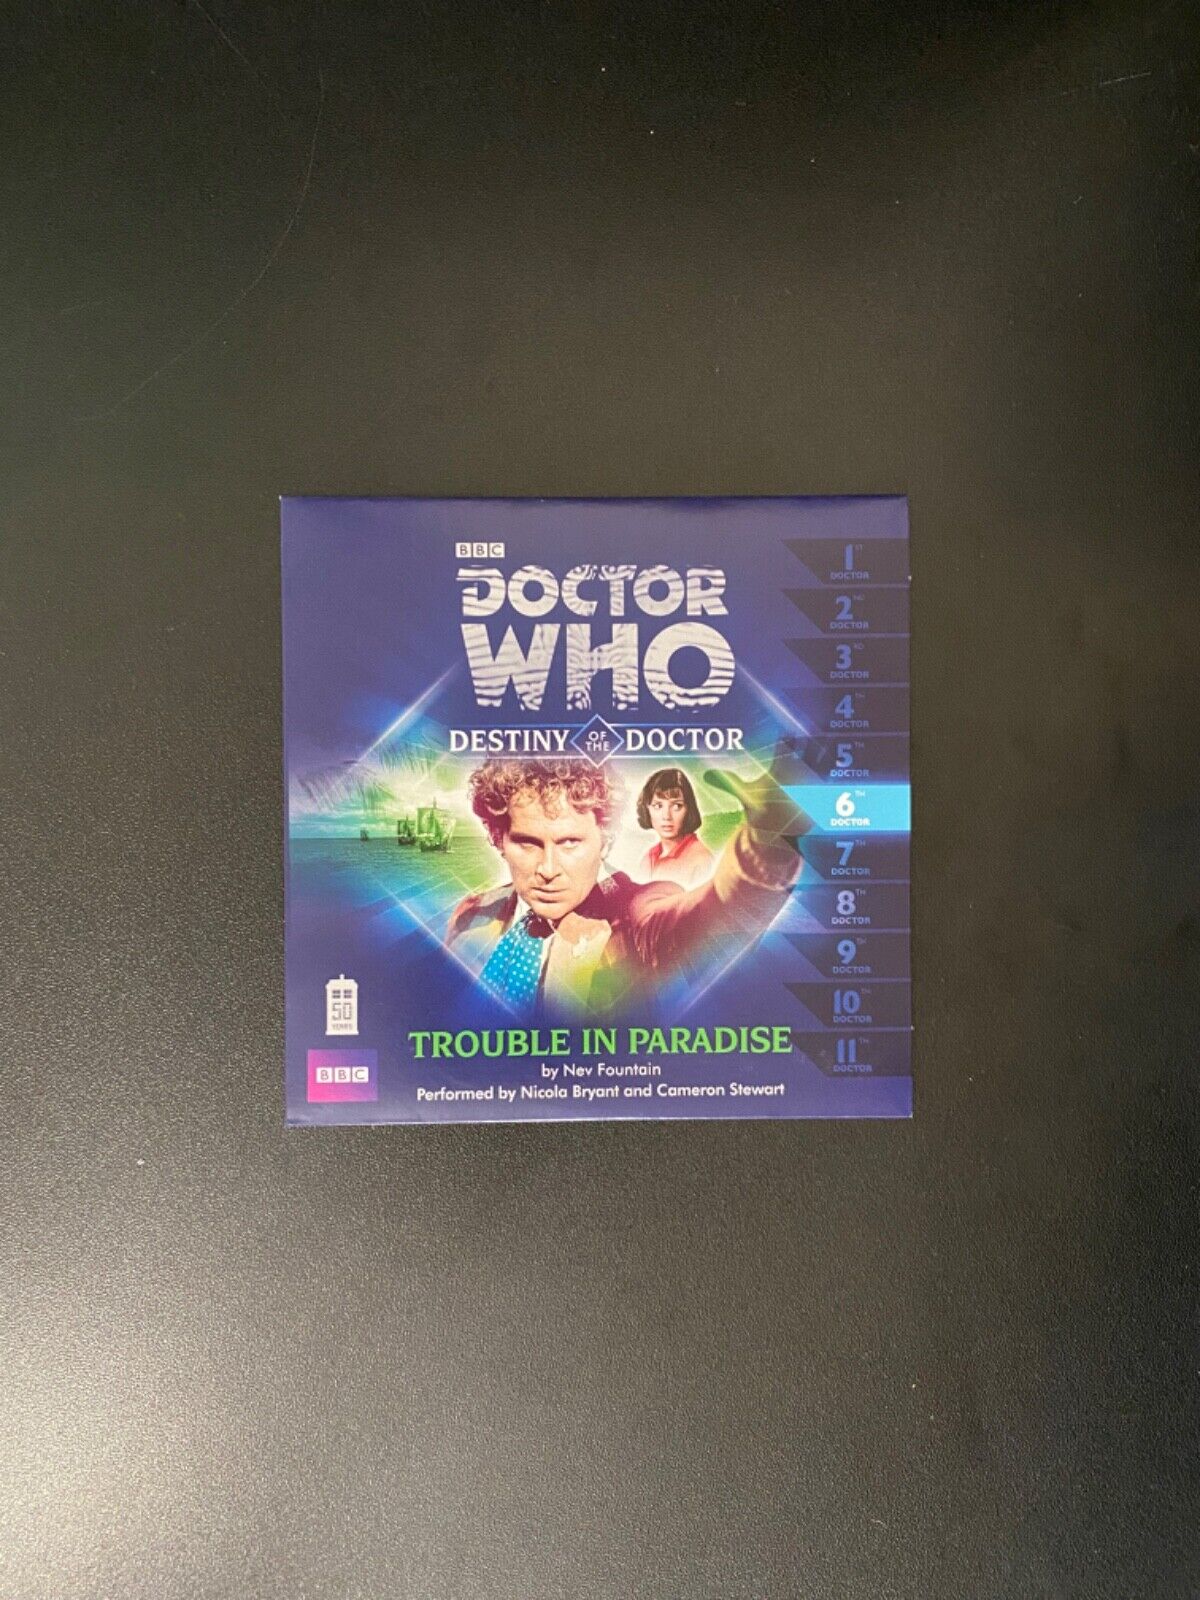 BBC
DOCTOR
WHO
DESTINY OF THE DOCTOR
1ST
DOCTOR
2ND
DOCTOR
3RD
DOCTOR
4TH
DOCTOR
5TH
DOCTOR
6TH
DOCTOR
7TH
DOCTOR
8TH
DOCTOR
9TH
DOCTOR
10TH
DOCTOR
11TH
DOCTOR
50
YEARS
BBC
TROUBLE IN PARADISE
by Nev Fountain
Performed by Nicola Bryant and Cameron Stewart